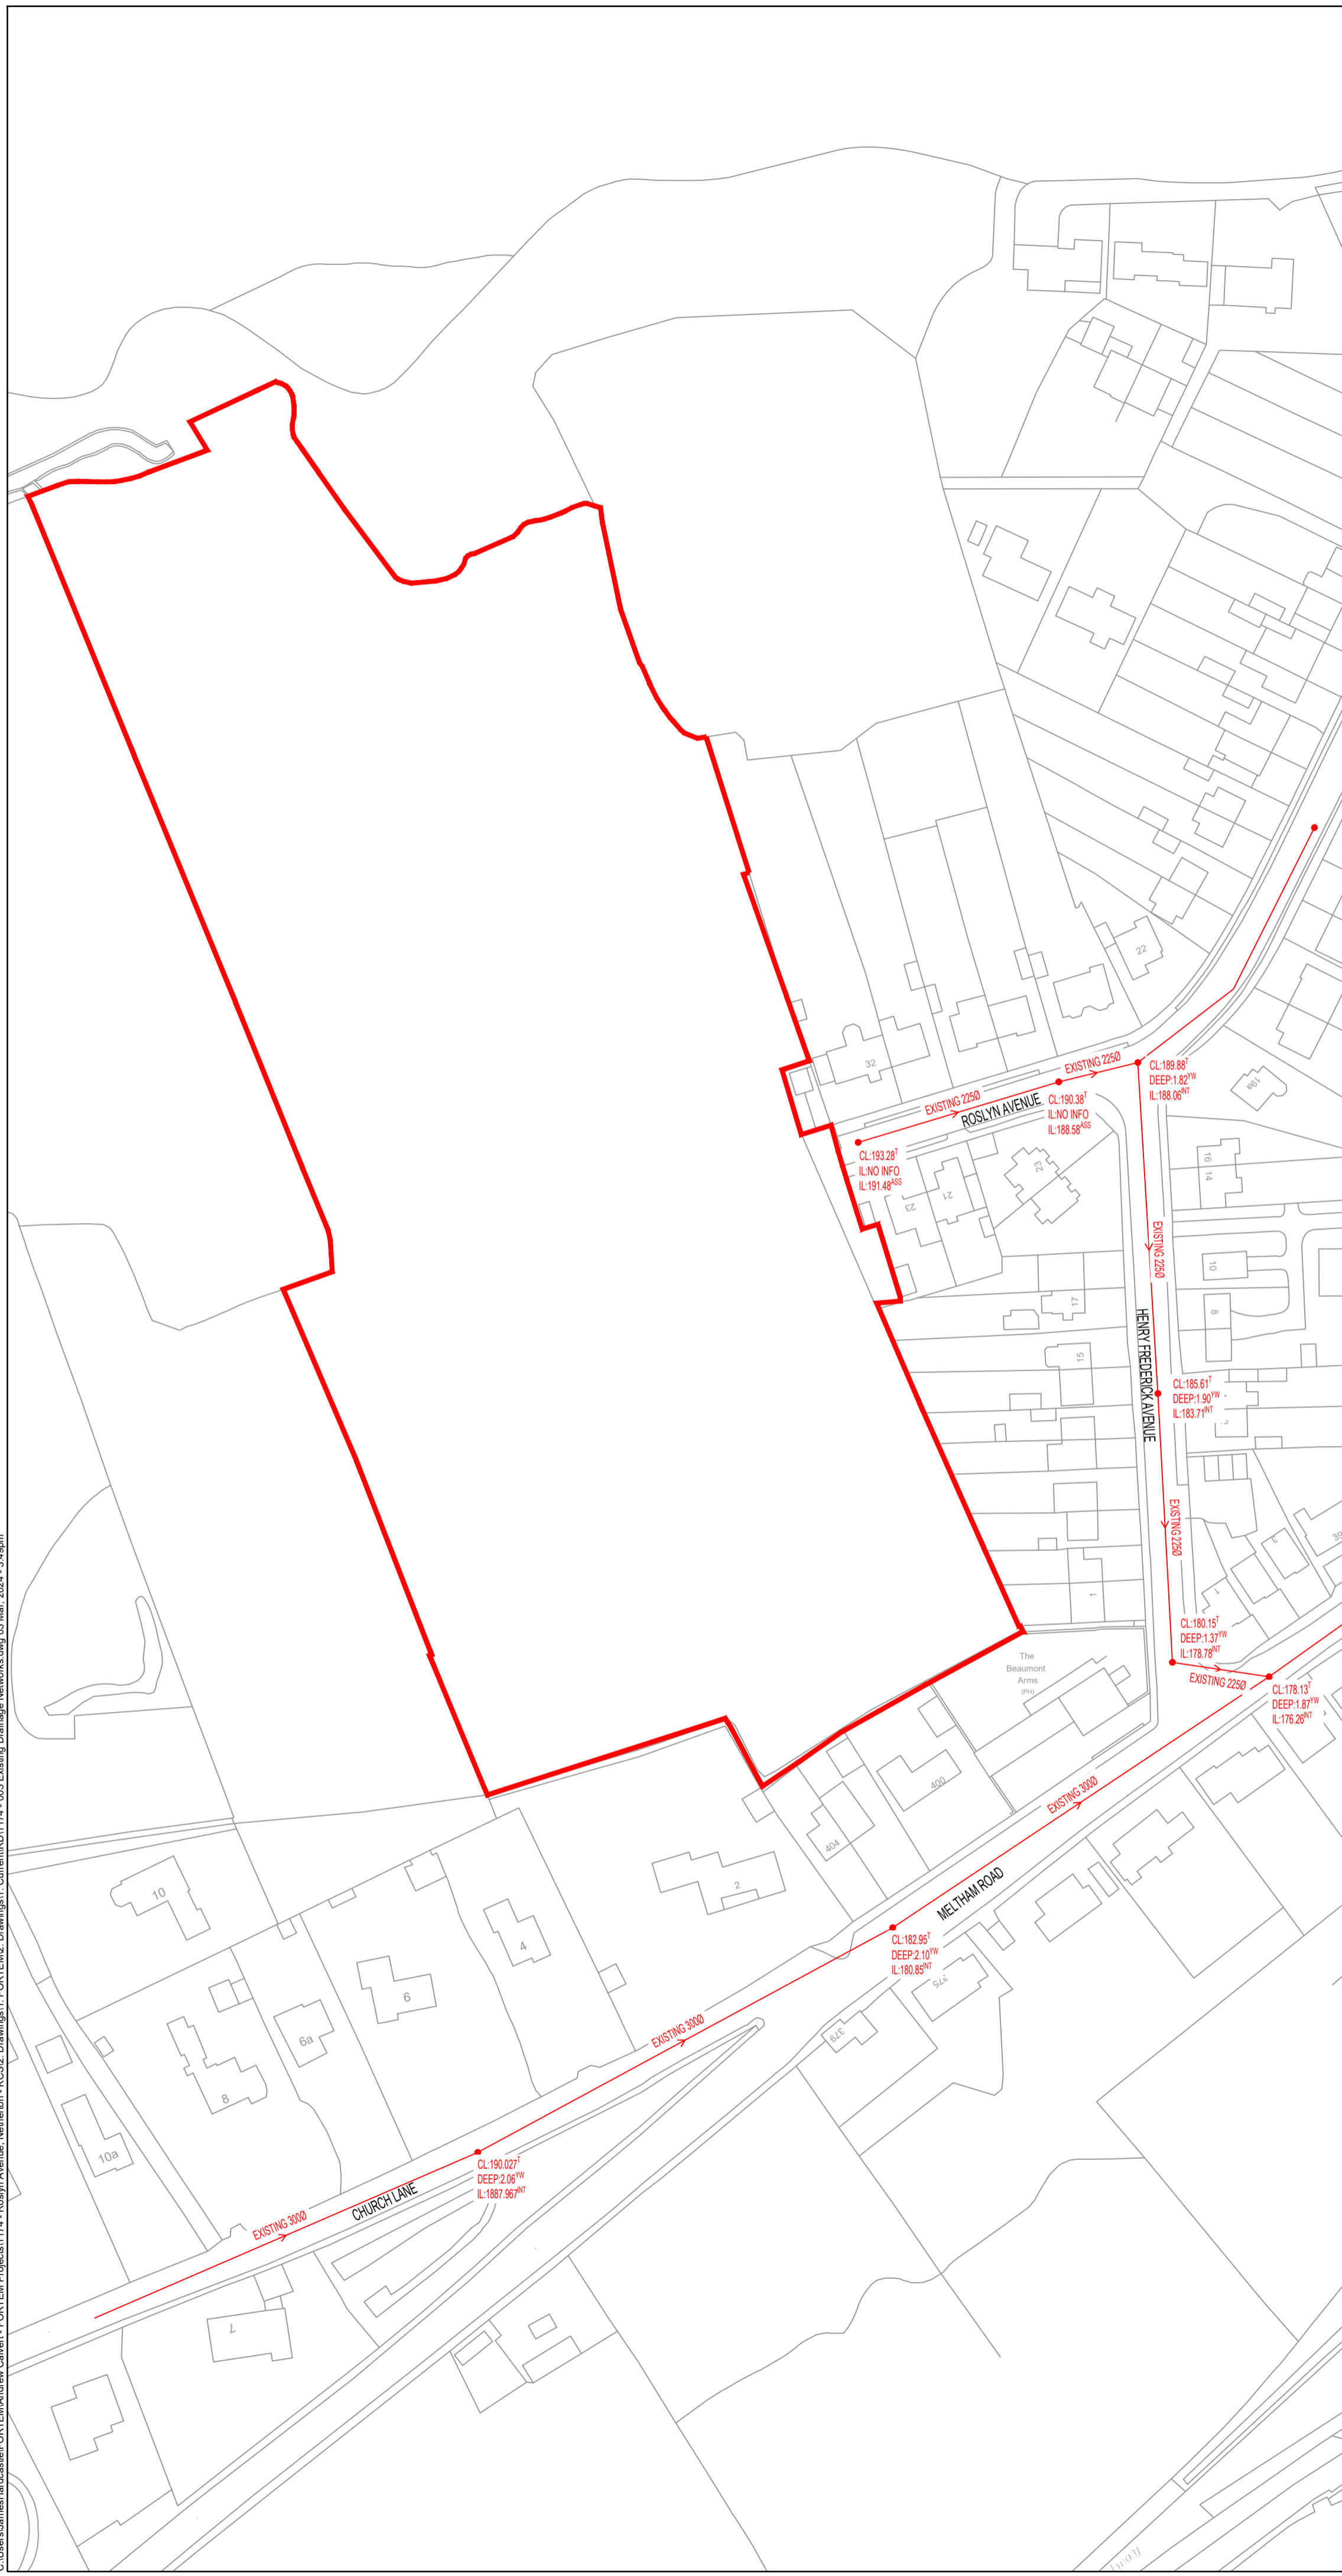 22
32
19a
EXISTING 225Ø
EXISTING 225Ø
ROSLYN AVENUE
CL:189.88ᵀ
DEEP:1.82ʸᵂ
IL:188.06ᴵᴺᵀ
CL:190.38ᵀ
IL:NO INFO
IL:188.58ᴬˢˢ
CL:193.28ᵀ
IL:NO INFO
IL:191.48ᴬˢˢ
23
21
23
16
14
EXISTING 225Ø
10
8
17
15
HENRY FREDERICK AVENUE
CL:185.61ᵀ
DEEP:1.90ʸᵂ
IL:183.71ᴵᴺᵀ
EXISTING 225Ø
39
3
1
1
CL:180.15ᵀ
DEEP:1.37ʸᵂ
IL:178.78ᴵᴺᵀ
The
Beaumont
Arms
(PH)
EXISTING 225Ø
CL:178.13ᵀ
DEEP:1.87ʸᵂ
IL:176.26ᴵᴺᵀ
400
EXISTING 300Ø
404
MELTHAM ROAD
10
2
4
CL:182.95ᵀ
DEEP:2.10ʸᵂ
IL:180.85ᴵᴺᵀ
375
6
6a
379
EXISTING 300Ø
8
10a
CL:190.027ᵀ
DEEP:2.06ʸᵂ
IL:1887.967ᴵᴺᵀ
CHURCH LANE
EXISTING 300Ø
7